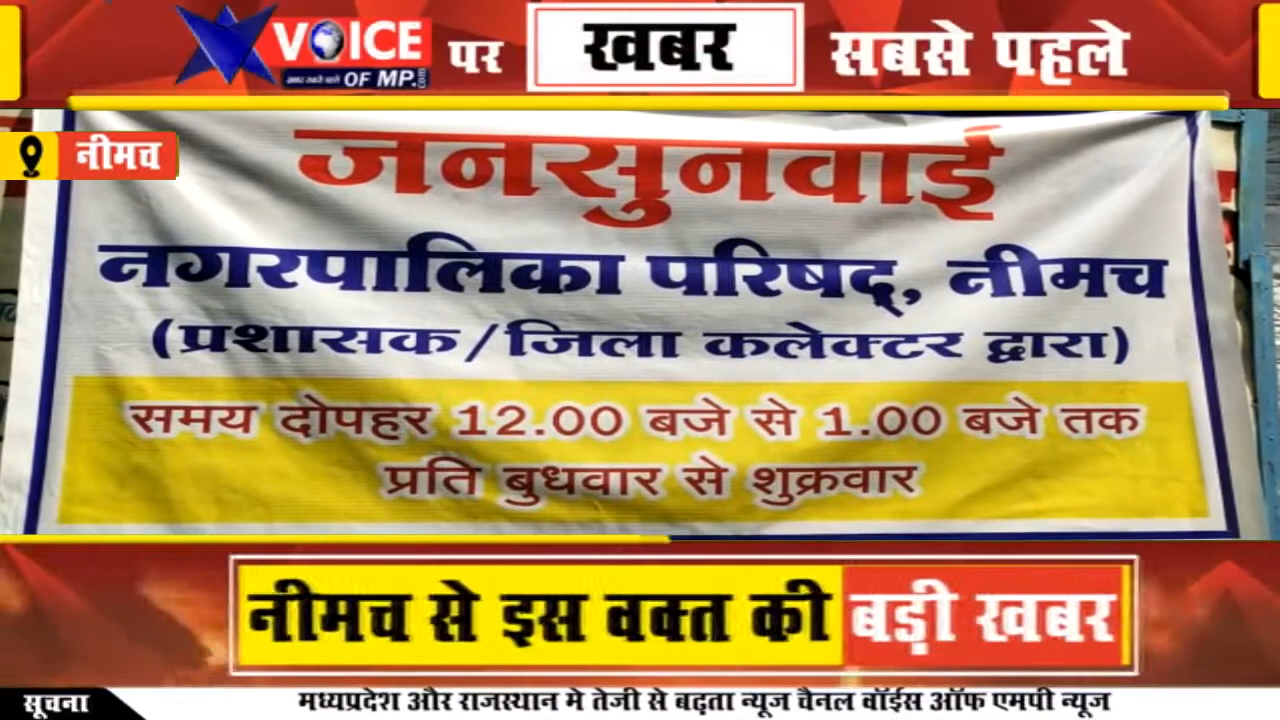 VOICE
OF MP.com
पर खबर सबसे पहले
नीमच
जनसुनवाई
नगरपालिका परिषद्, नीमच
(प्रशासक/जिला कलेक्टर द्वारा)
समय दोपहर 12.00 बजे से 1.00 बजे तक
प्रति बुधवार से शुक्रवार
नीमच से इस वक्त की बड़ी खबर
सूचना
मध्यप्रदेश और राजस्थान मे तेजी से बढ़ता न्यूज चैनल वॉईस ऑफ एमपी न्यूज